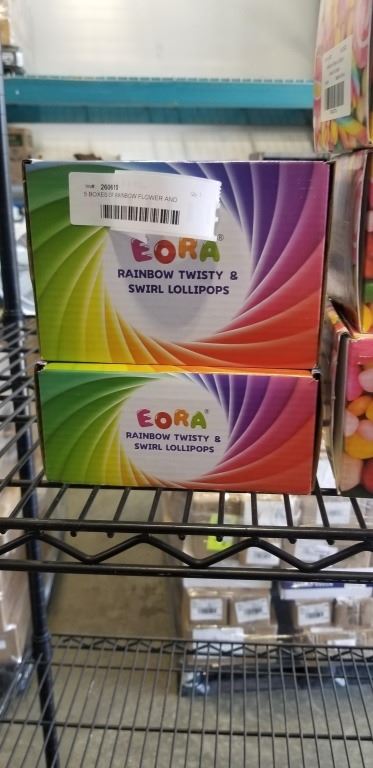 260615
5 BOXES OF RAINBOW FLOWER AND
EORA®
RAINBOW TWISTY &
SWIRL LOLLIPOPS
EORA®
RAINBOW TWISTY &
SWIRL LOLLIPOPS